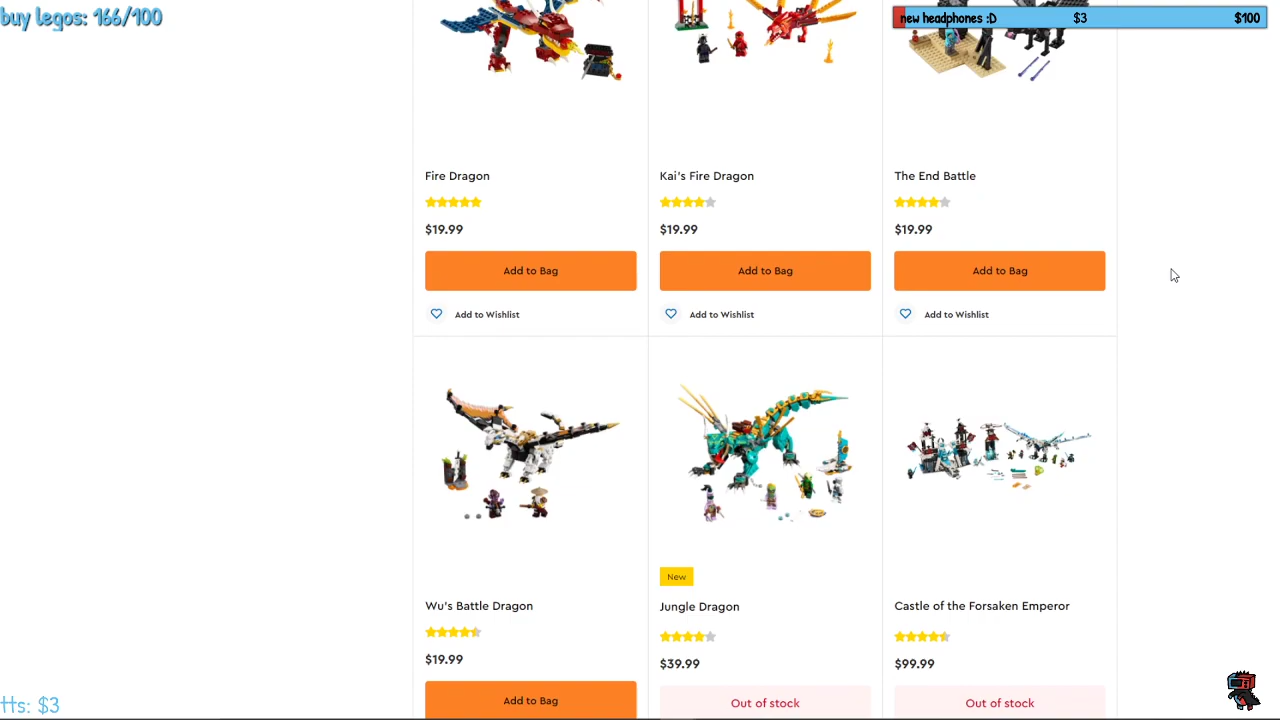 buy legos: 166/100
new headphones :D $3 $100
Fire Dragon
$19.99
Add to Bag
Add to Wishlist
Kai's Fire Dragon
$19.99
Add to Bag
Add to Wishlist
The End Battle
$19.99
Add to Bag
Add to Wishlist
Wu's Battle Dragon
$19.99
Add to Bag
New
Jungle Dragon
$39.99
Out of stock
Castle of the Forsaken Emperor
$99.99
Out of stock
tts: $3